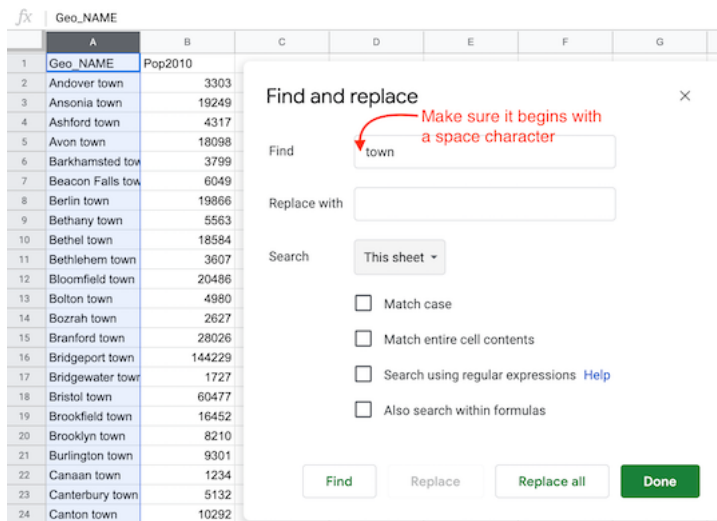 fx Geo_NAME
A B C D E F G
1 Geo_NAME Pop2010
2 Andover town 3303
3 Ansonia town 19249
4 Ashford town 4317
5 Avon town 18098
6 Barkhamsted tow 3799
7 Beacon Falls tow 6049
8 Berlin town 19866
9 Bethany town 5563
10 Bethel town 18584
11 Bethlehem town 3607
12 Bloomfield town 20486
13 Bolton town 4980
14 Bozrah town 2627
15 Branford town 28026
16 Bridgeport town 144229
17 Bridgewater town 1727
18 Bristol town 60477
19 Brookfield town 16452
20 Brooklyn town 8210
21 Burlington town 9301
22 Canaan town 1234
23 Canterbury town 5132
24 Canton town 10292
Find and replace
Make sure it begins with
a space character
Find town
Replace with
Search This sheet
Match case
Match entire cell contents
Search using regular expressions Help
Also search within formulas
Find Replace Replace all Done